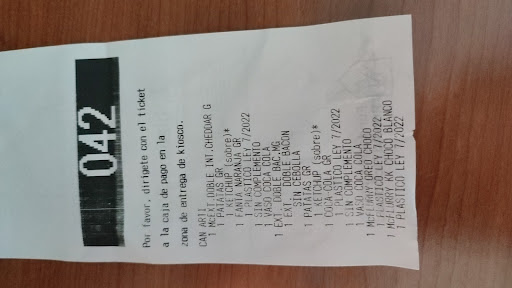 042
Por favor, dirígete con el ticket
a la caja de pago en la
zona de entrega de kiosco.
CAN ARTI.
1 MCEXT.DOBLE INT.CHEDDAR G
1 PATATAS GR
1 KETCHUP (sobre)*
1 FANTA NARANJA GR
1 PLASTICO LEY 7/2022
1 SIN COMPLEMENTO
1 VASO COCA COLA
1 EXT. DOBLE BAC.MG
1 EXT. DOBLE BACON
SIN CEBOLLA
1 PATATAS GR
1 KETCHUP (sobre)*
1 COCA COLA GR
1 PLASTICO LEY 7/2022
1 SIN COMPLEMENTO
1 VASO COCA COLA
1 MCFLURRY OREO CHOCO
1 PLASTICO LEY 7/2022
1 MCFLURRY KK CHOCO BLANCO
1 PLASTICO LEY 7/2022